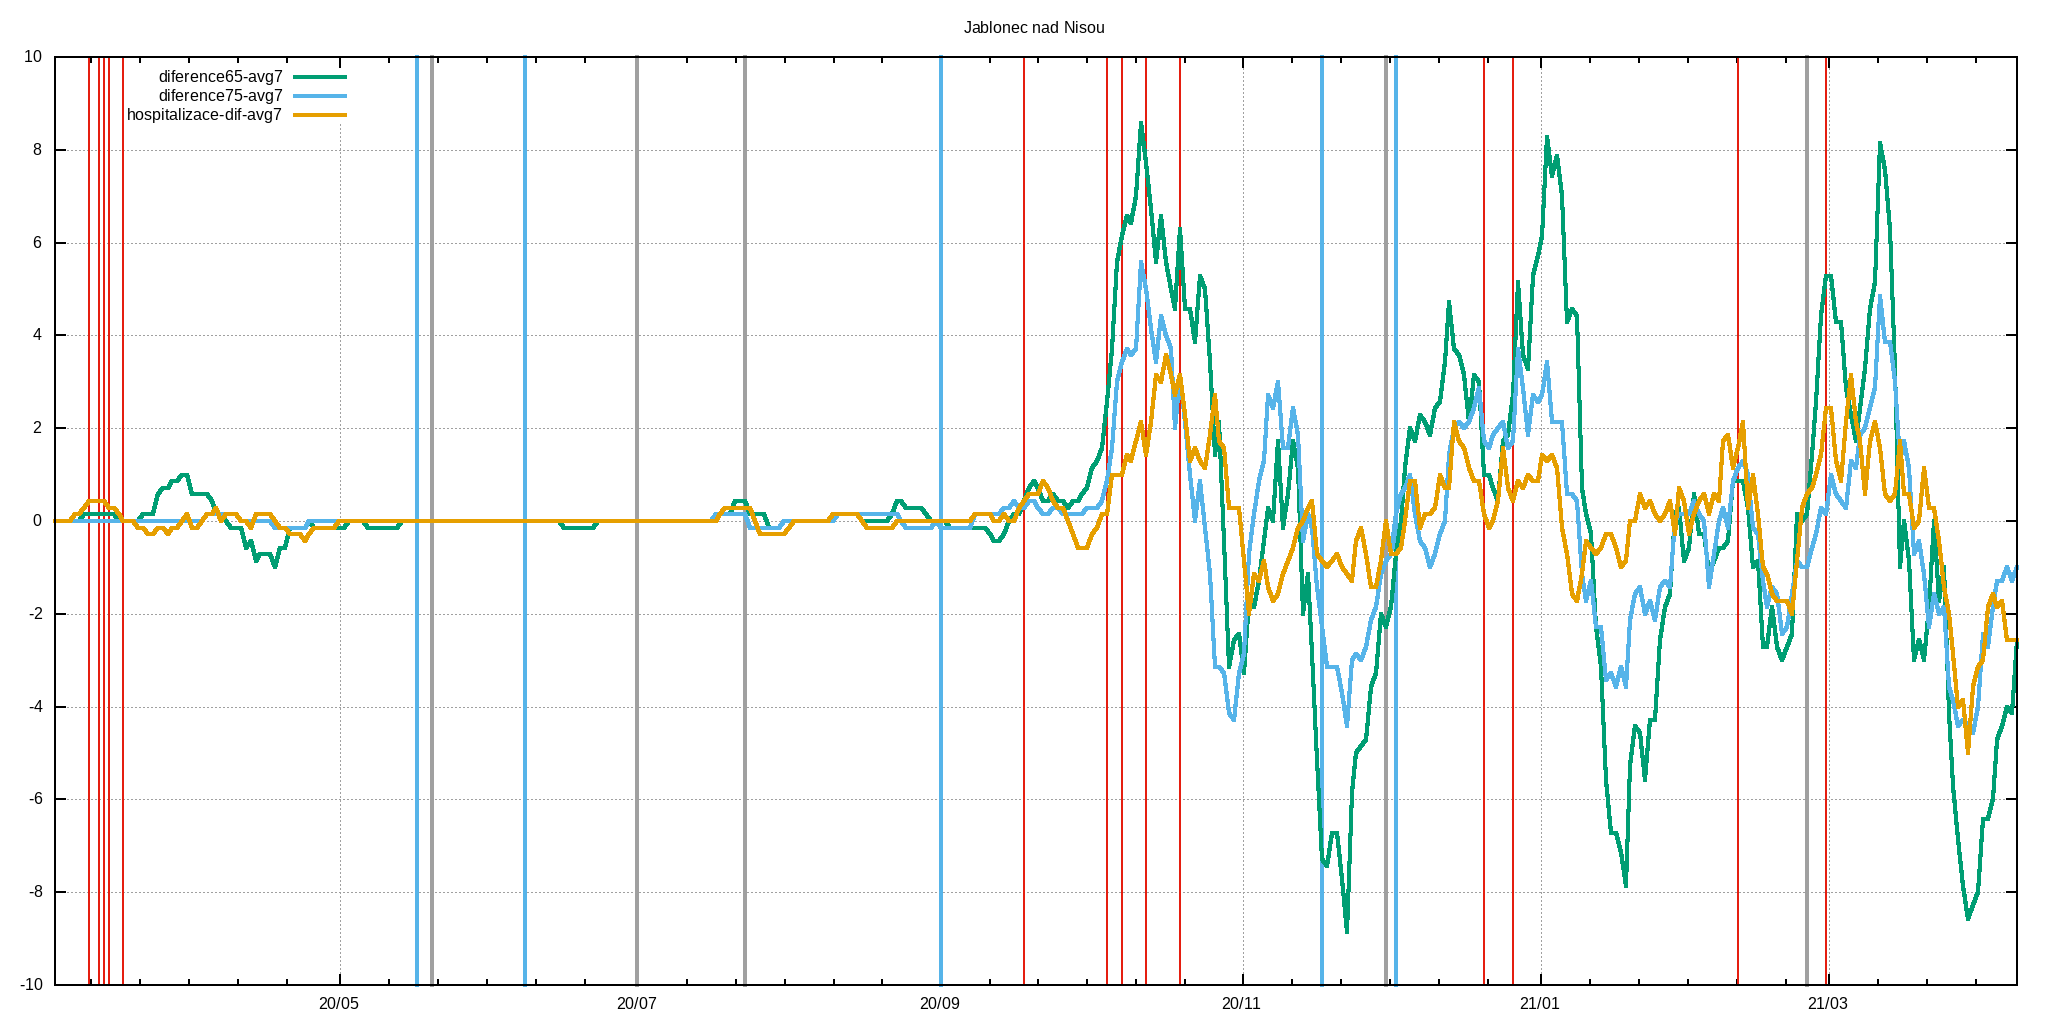 Jablonec nad Nisou
diference65-avg7
diference75-avg7
hospitalizace-dif-avg7
10
8
6
4
2
0
-2
-4
-6
-8
-10
20/05 20/07 20/09 20/11 21/01 21/03